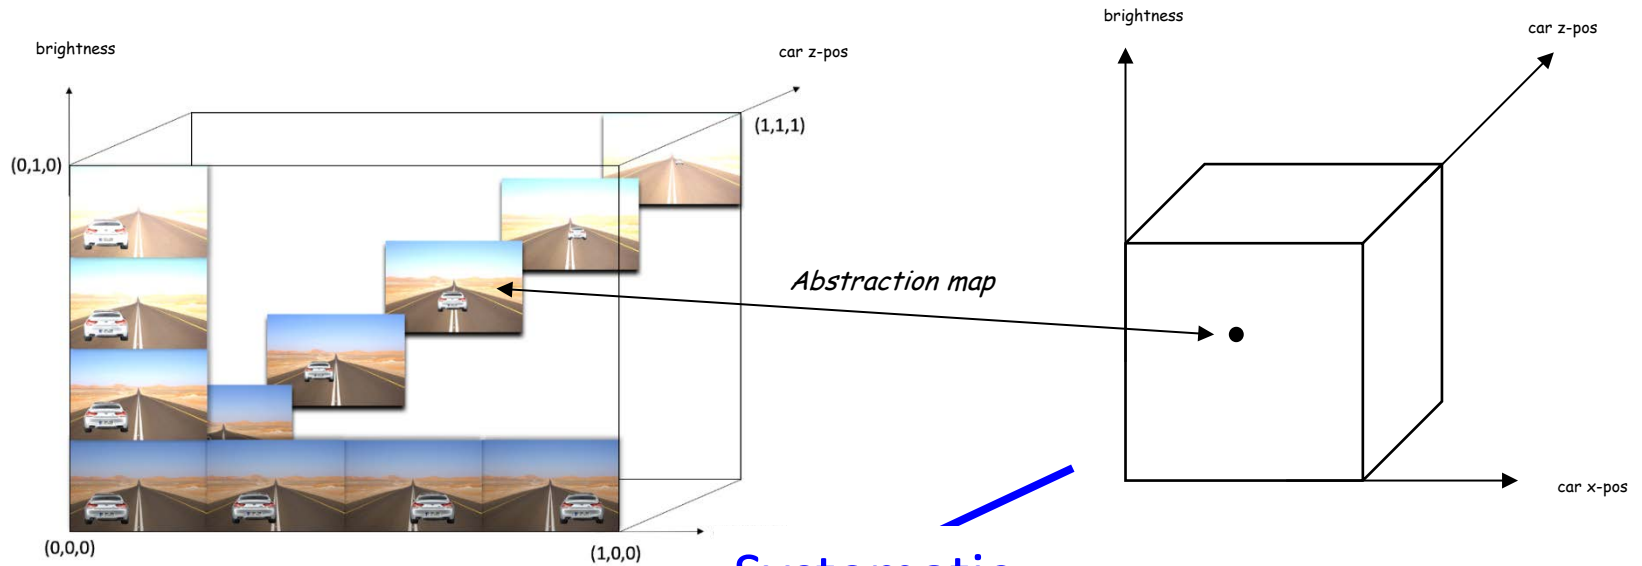 brightness
car z-pos
(0,1,0)
(1,1,1)
(0,0,0)
(1,0,0)
Abstraction map
brightness
car z-pos
car x-pos
Systematic